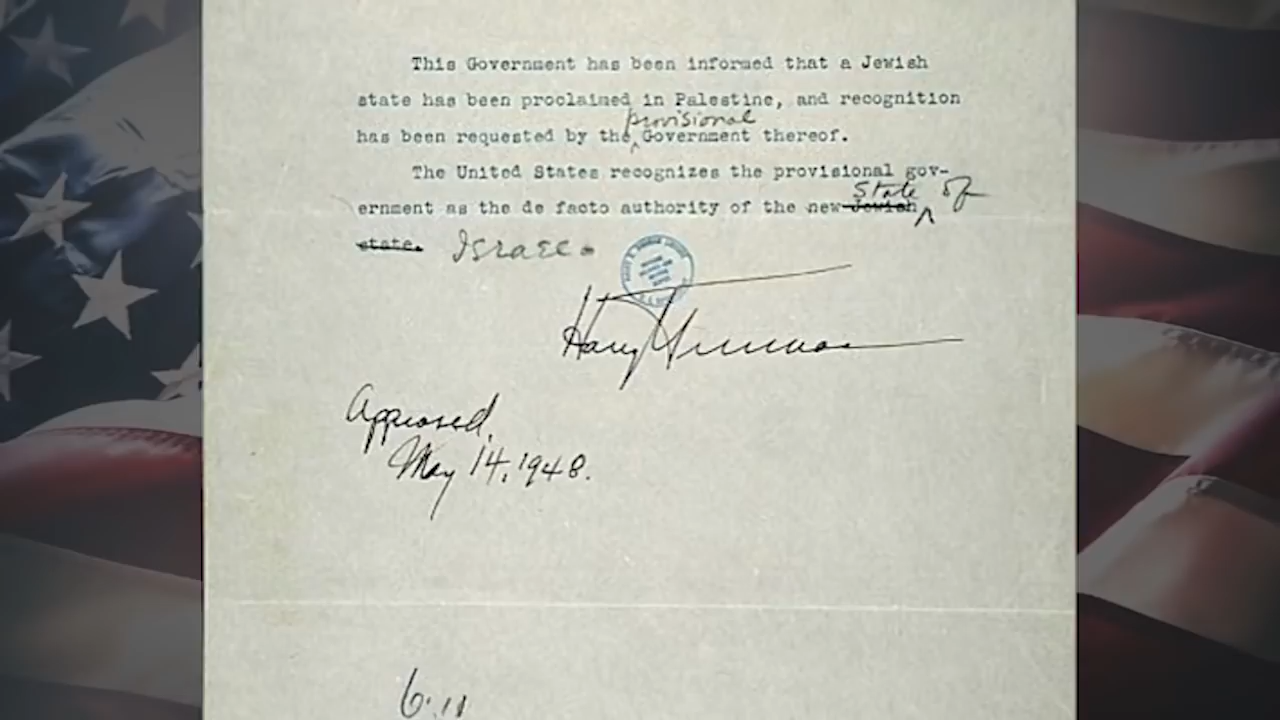 This Government has been informed that a Jewish
state has been proclaimed in Palestine, and recognition
provisional
has been requested by the Government thereof.
The United States recognizes the provisional gov-
State of
ernment as the de facto authority of the new Jewish
state. Israel.
Harry Truman
Approved,
May 14, 1948.
6.11